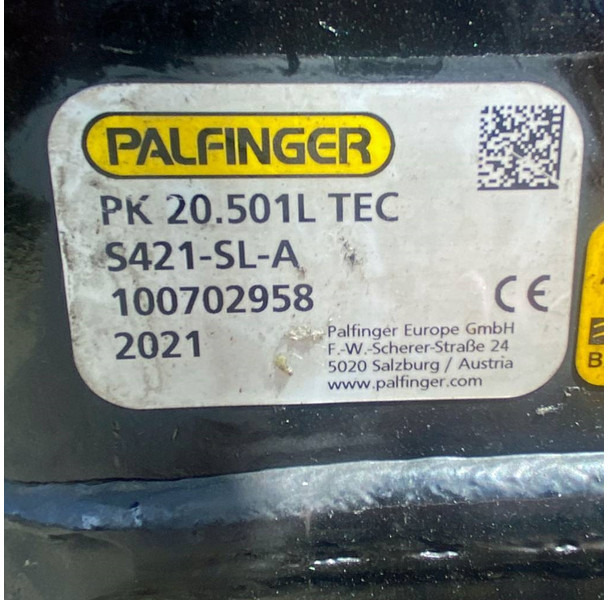 PALFINGER
PK 20.501L TEC
S421-SL-A
100702958
2021
CE
Palfinger Europe GmbH
F.-W.-Scherer-Straße 24
5020 Salzburg / Austria
www.palfinger.com